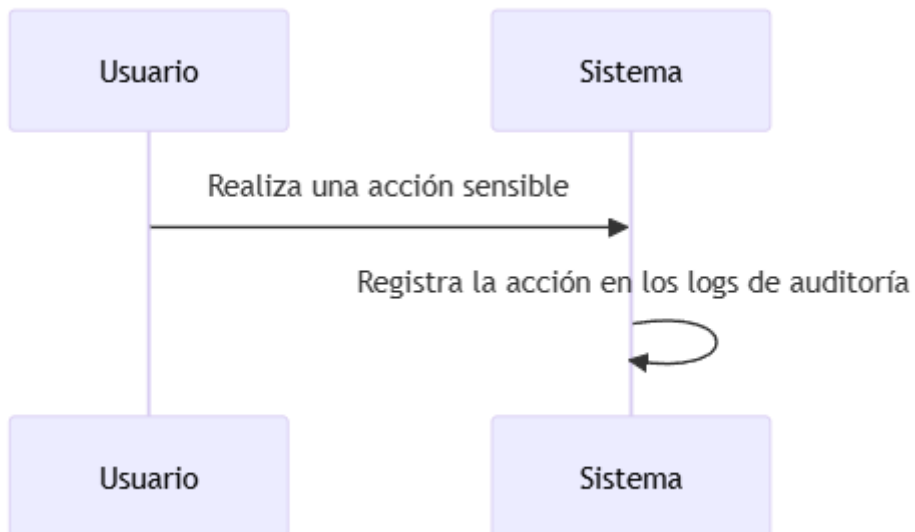 Usuario
Sistema
Realiza una acción sensible
Registra la acción en los logs de auditoría
Usuario
Sistema